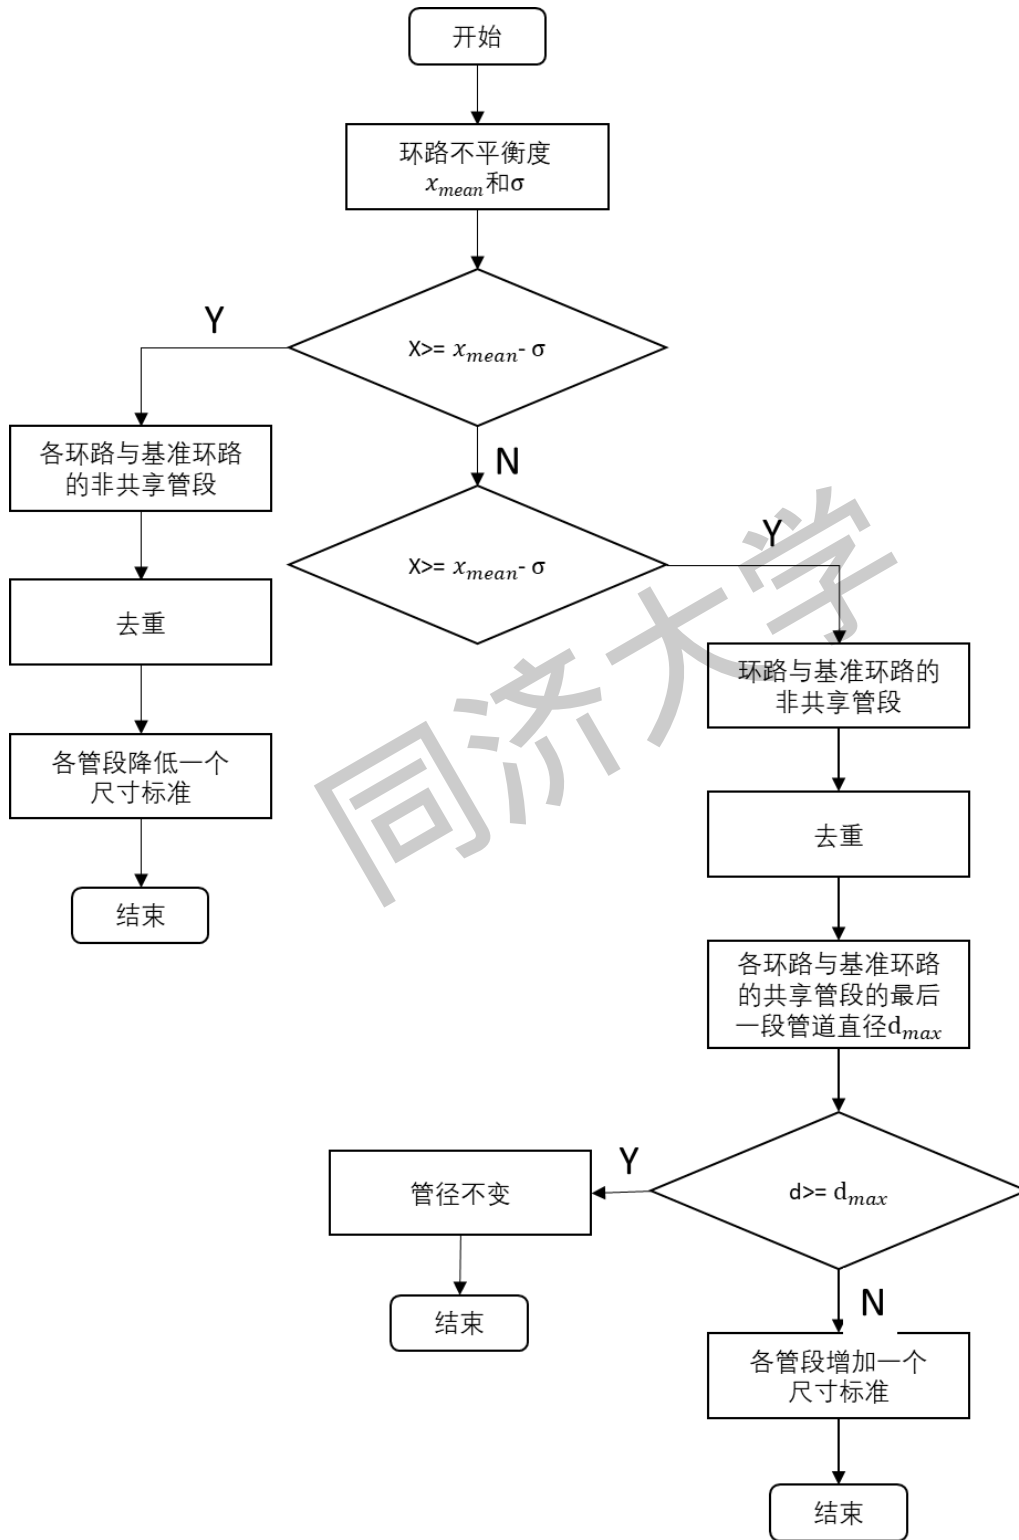 开始
环路不平衡度
x_mean和σ
X>= x_mean- σ
Y
N
各环路与基准环路
的非共享管段
去重
各管段降低一个
尺寸标准
结束
X>= x_mean- σ
Y
环路与基准环路的
非共享管段
去重
各环路与基准环路
的共享管段的最后
一段管道直径d_max
d>= d_max
Y
管径不变
结束
N
各管段增加一个
尺寸标准
结束
同济大学